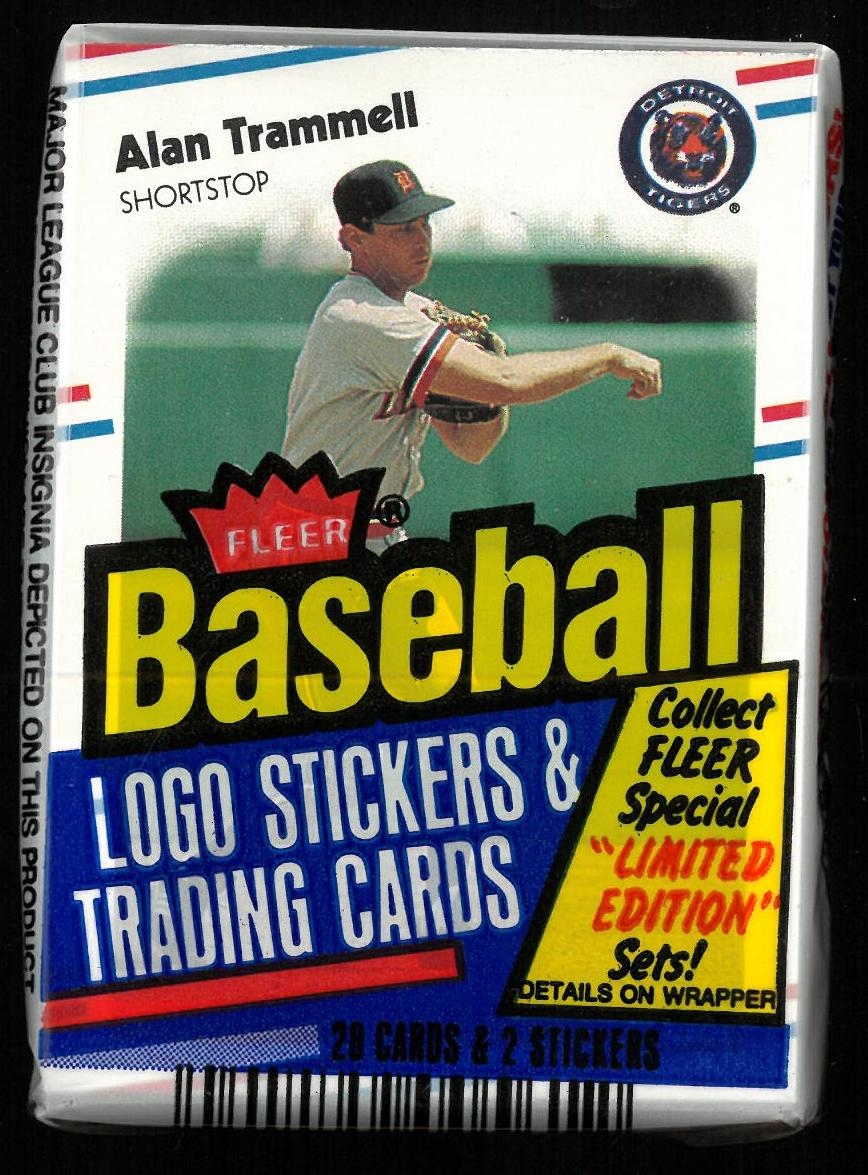 Alan Trammell
SHORTSTOP
DETROIT
TIGERS
®
D
FLEER®
Baseball
LOGO STICKERS &
TRADING CARDS
Collect
FLEER
Special
"LIMITED
EDITION"
Sets!
DETAILS ON WRAPPER
28 CARDS & 2 STICKERS
MAJOR LEAGUE CLUB INSIGNIA DEPICTED ON THIS PRODUCT